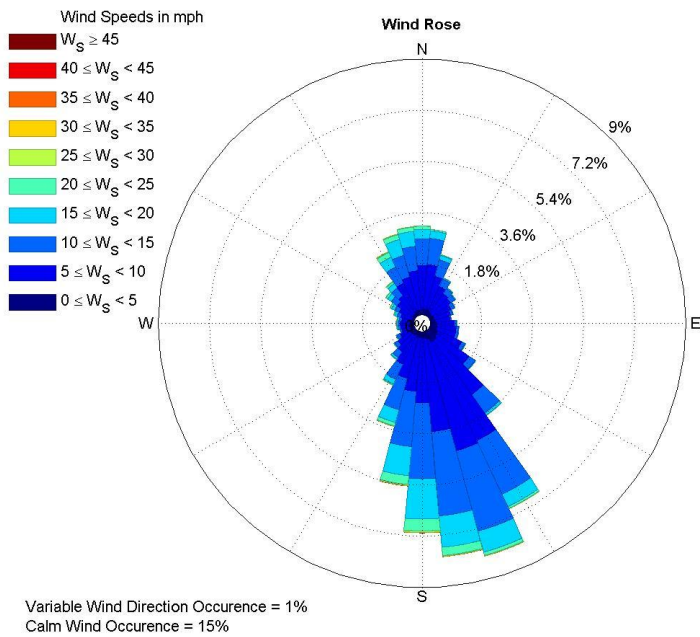 Wind Speeds in mph
W_S ≥ 45
40 ≤ W_S < 45
35 ≤ W_S < 40
30 ≤ W_S < 35
25 ≤ W_S < 30
20 ≤ W_S < 25
15 ≤ W_S < 20
10 ≤ W_S < 15
5 ≤ W_S < 10
0 ≤ W_S < 5
Wind Rose
N
9%
7.2%
5.4%
3.6%
1.8%
0%
W
E
S
Variable Wind Direction Occurence = 1%
Calm Wind Occurence = 15%